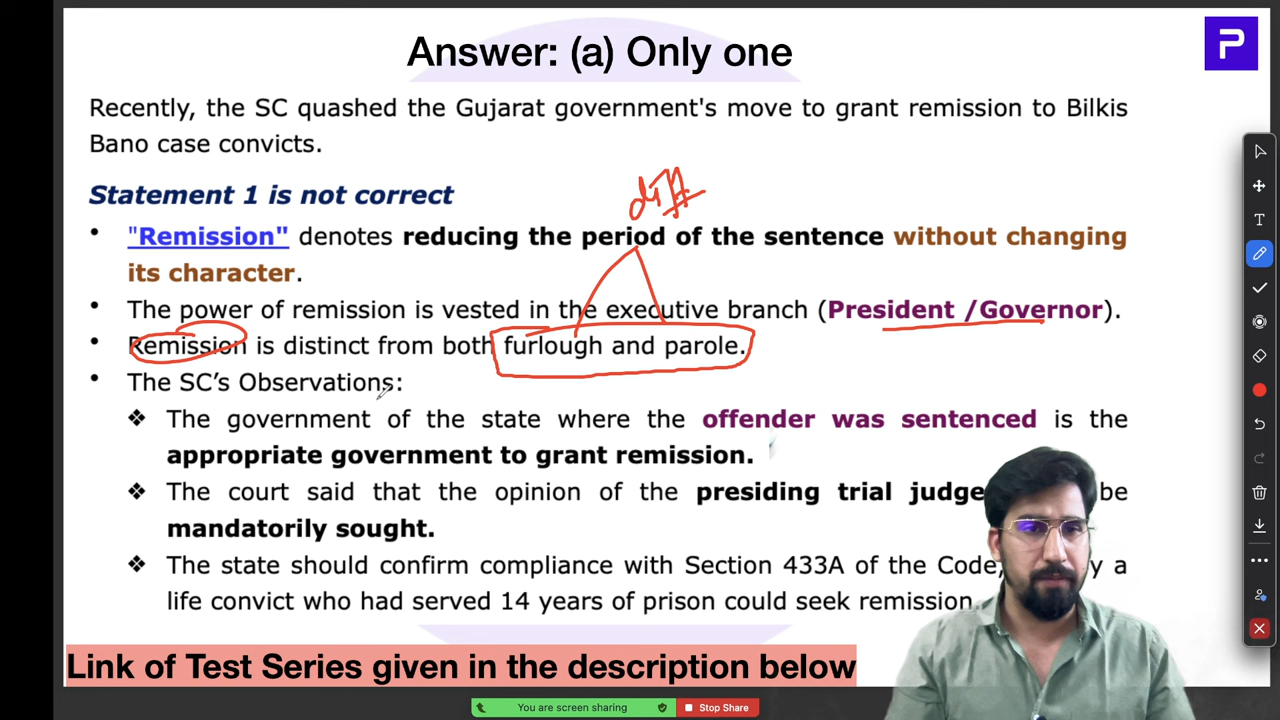 Answer: (a) Only one
P
Recently, the SC quashed the Gujarat government's move to grant remission to Bilkis
Bano case convicts.
Statement 1 is not correct
diff
• "Remission" denotes reducing the period of the sentence without changing
its character.
• The power of remission is vested in the executive branch (President /Governor).
• Remission is distinct from both furlough and parole.
• The SC's Observations:
❖ The government of the state where the offender was sentenced is the
appropriate government to grant remission.
❖ The court said that the opinion of the presiding trial judge be
mandatorily sought.
❖ The state should confirm compliance with Section 433A of the Code, y a
life convict who had served 14 years of prison could seek remission.
Link of Test Series given in the description below
You are screen sharing
Stop Share